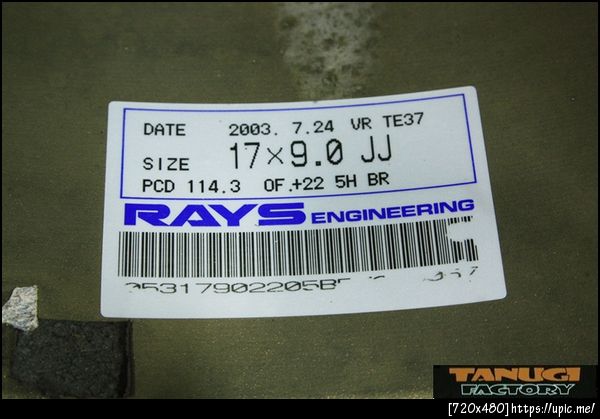 DATE 2003. 7.24 VR TE37
SIZE 17×9.0 JJ
PCD 114.3 OF.+22 5H BR
RAYS ENGINEERING
TANUGI
FACTORY
[720x480]https://upic.me/